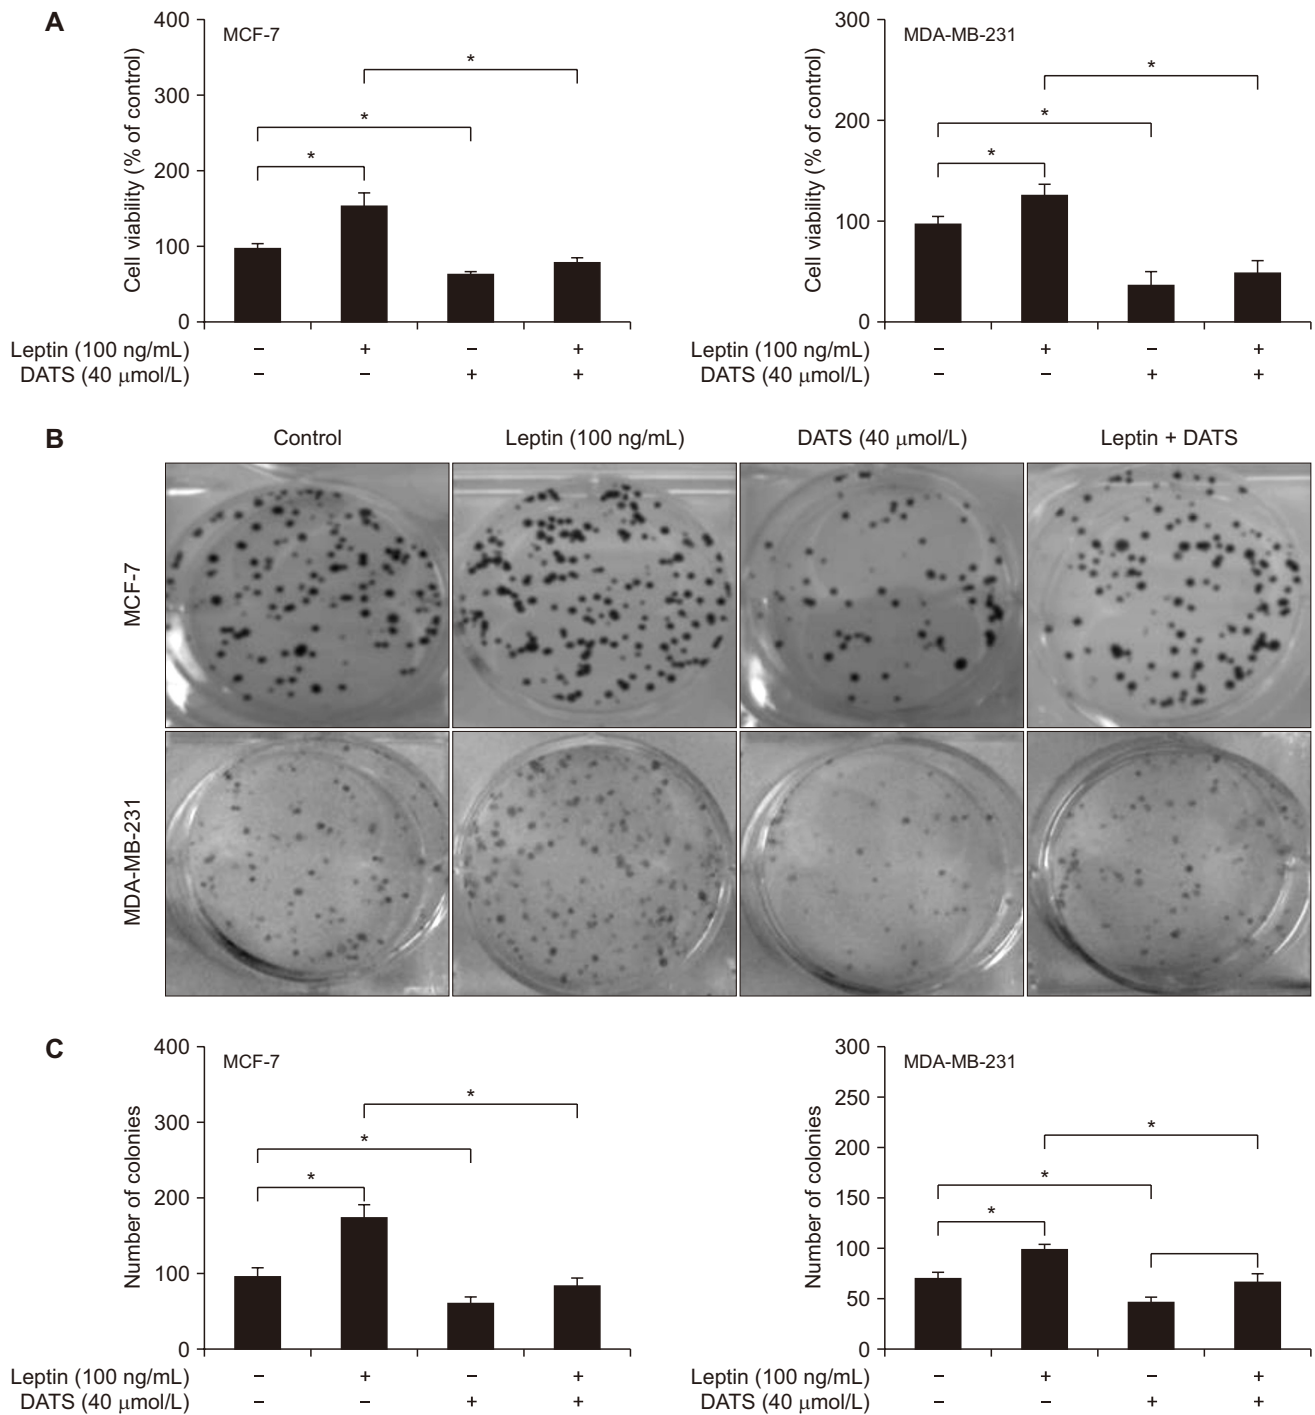 A
MCF-7
400
300
200
100
0
Cell viability (% of control)
*
*
*
Leptin (100 ng/mL) − + − +
DATS (40 μmol/L) − − + +
MDA-MB-231
300
200
100
0
Cell viability (% of control)
*
*
*
Leptin (100 ng/mL) − + − +
DATS (40 μmol/L) − − + +
B
Control Leptin (100 ng/mL) DATS (40 μmol/L) Leptin + DATS
MCF-7
MDA-MB-231
C
MCF-7
400
300
200
100
0
Number of colonies
*
*
*
Leptin (100 ng/mL) − + − +
DATS (40 μmol/L) − − + +
MDA-MB-231
300
250
200
150
100
50
0
Number of colonies
*
*
*
Leptin (100 ng/mL) − + − +
DATS (40 μmol/L) − − + +